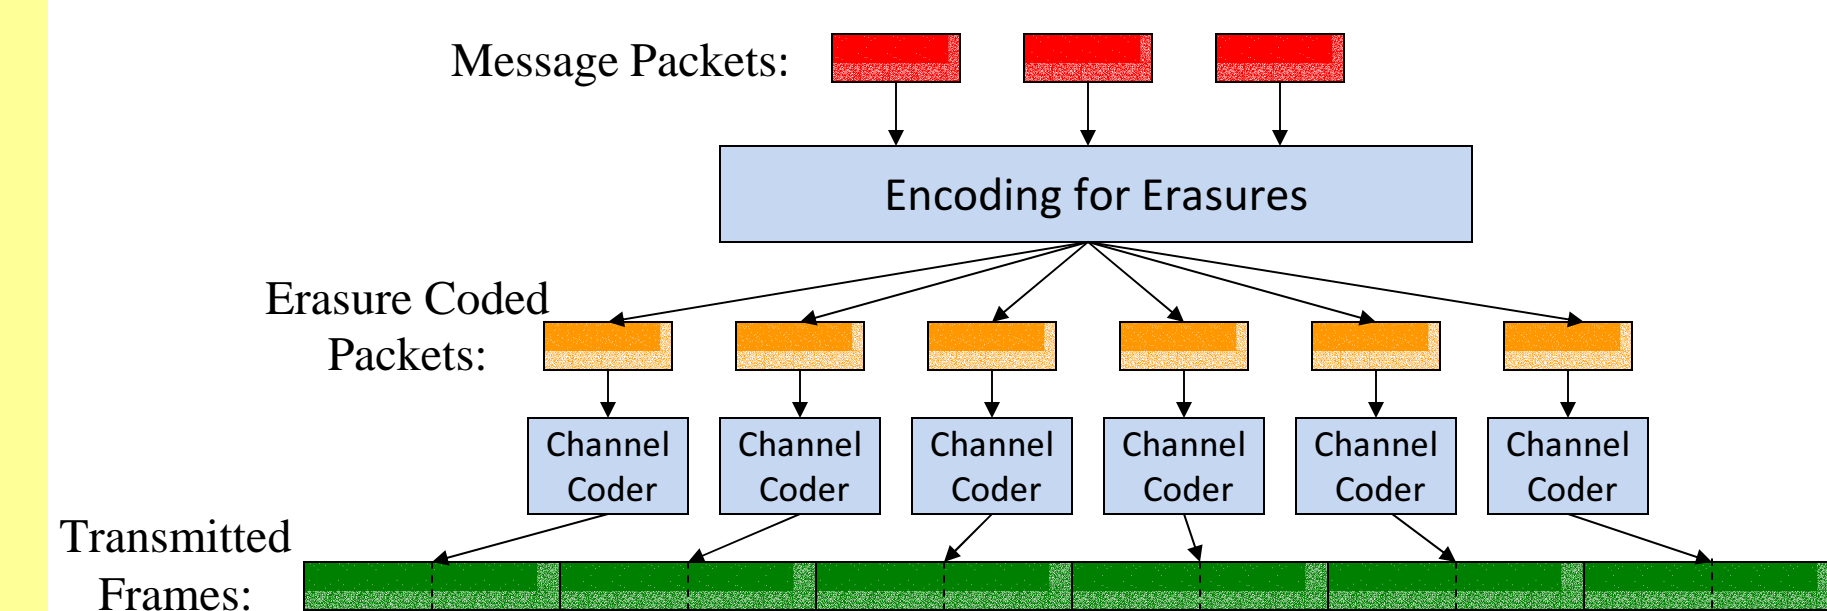 Message Packets:
Encoding for Erasures
Erasure Coded
Packets:
Channel
Coder
Channel
Coder
Channel
Coder
Channel
Coder
Channel
Coder
Channel
Coder
Transmitted
Frames: